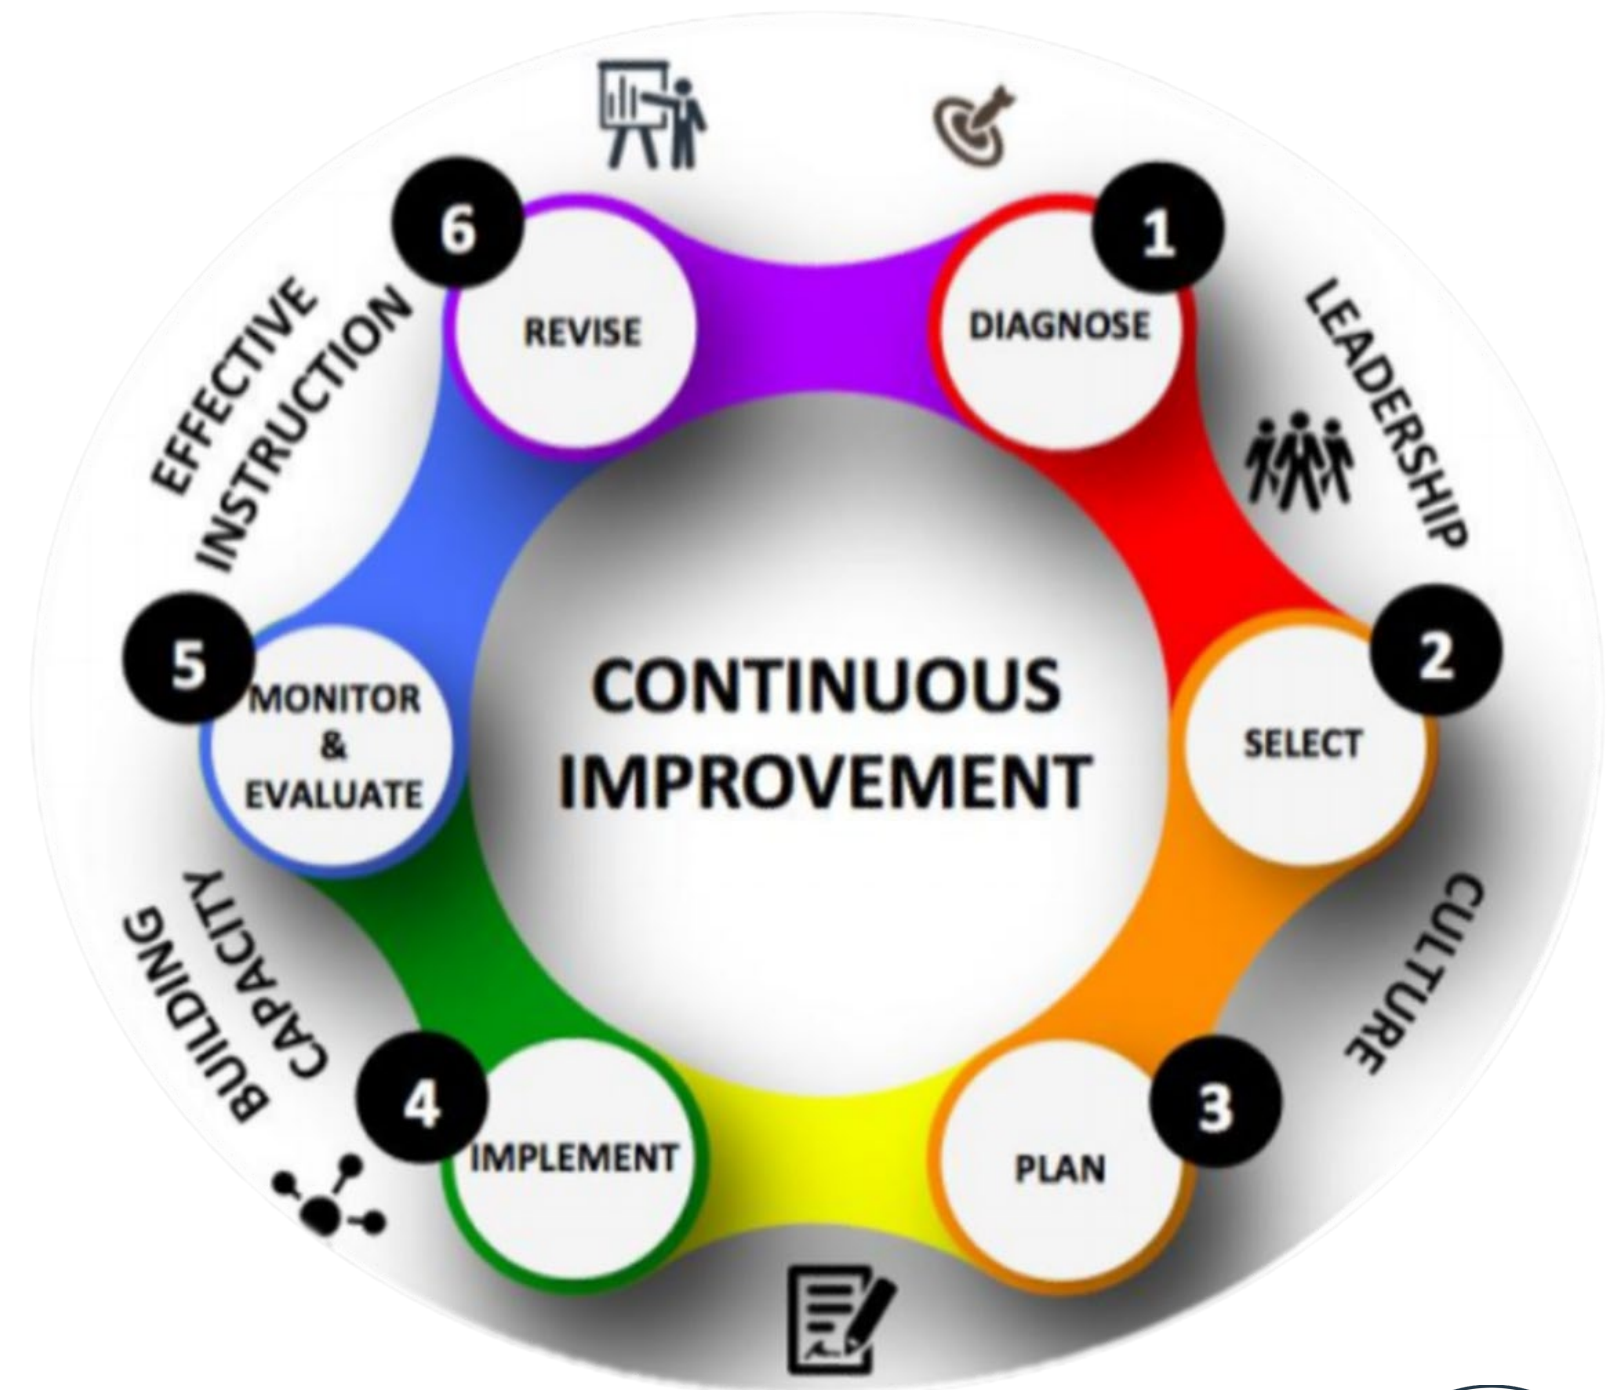 CONTINUOUS
IMPROVEMENT
1
DIAGNOSE
LEADERSHIP
2
SELECT
CULTURE
3
PLAN
4
IMPLEMENT
BUILDING
CAPACITY
5
MONITOR
&
EVALUATE
EFFECTIVE
INSTRUCTION
6
REVISE